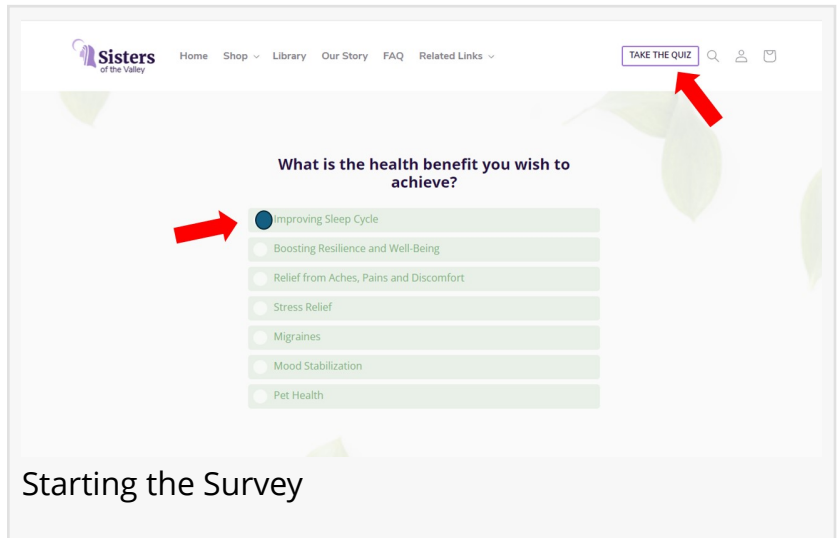 Sisters
of the Valley
Home Shop Library Our Story FAQ Related Links
TAKE THE QUIZ
What is the health benefit you wish to
achieve?
Improving Sleep Cycle
Boosting Resilience and Well-Being
Relief from Aches, Pains and Discomfort
Stress Relief
Migraines
Mood Stabilization
Pet Health
Starting the Survey